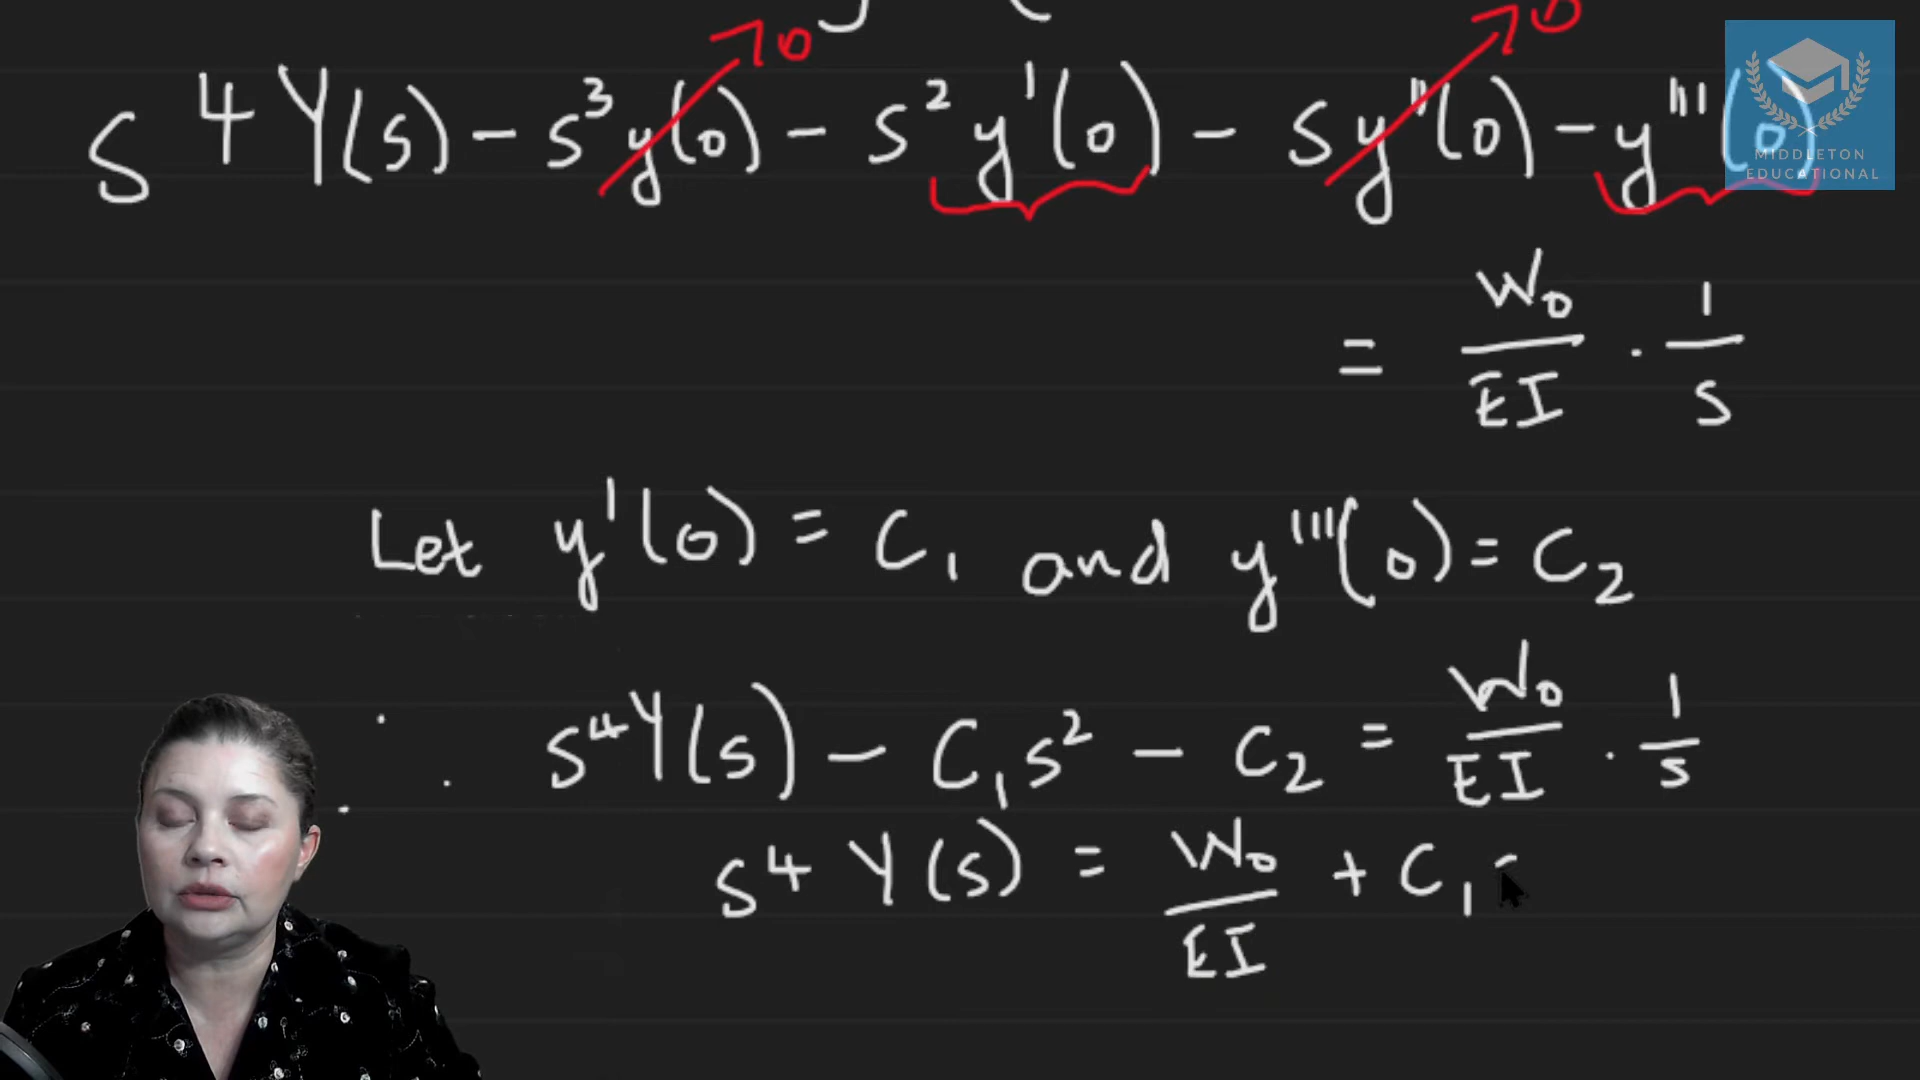 s⁴Y(s) - s³y(0) - s²y'(0) - sy''(0) - y'''(0)
0
0
= W₀/EI · 1/s
Let y'(0) = C₁ and y'''(0) = C₂
∴ s⁴Y(s) - C₁s² - C₂ = W₀/EI · 1/s
s⁴ Y(s) = W₀/EI + C₁
MIDDLETON
EDUCATIONAL